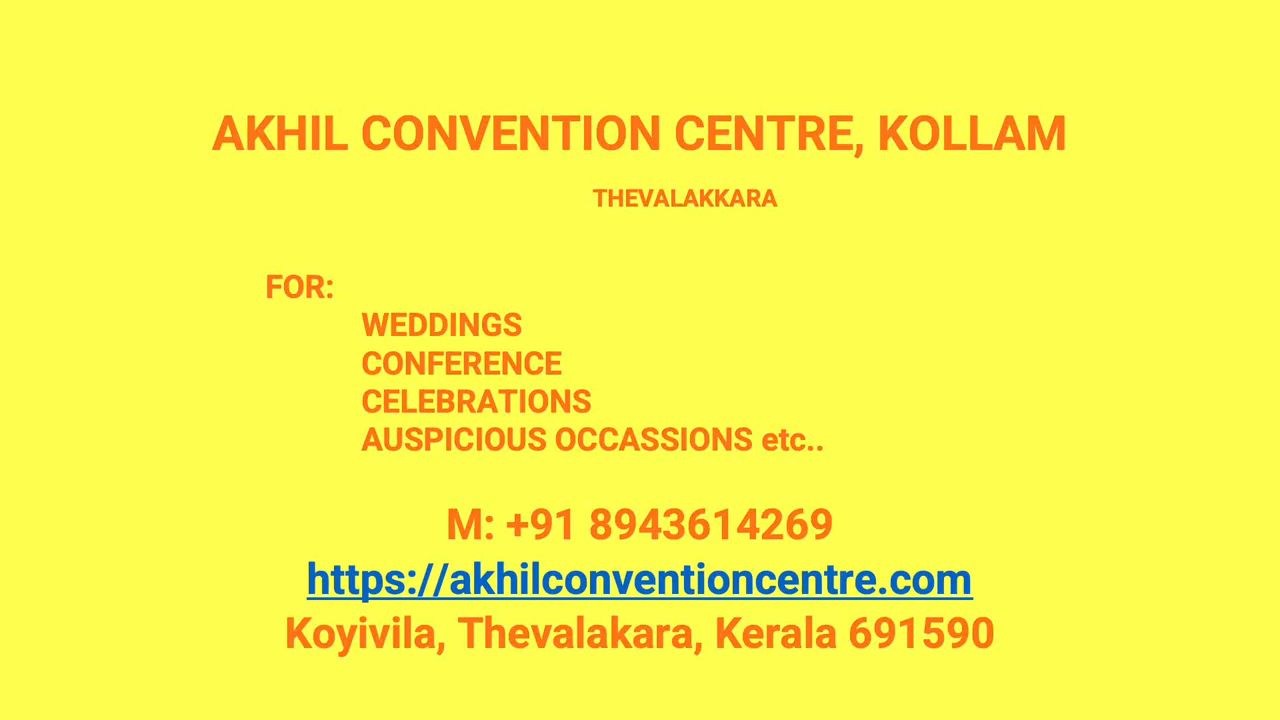 AKHIL CONVENTION CENTRE, KOLLAM
THEVALAKKARA
FOR:
WEDDINGS
CONFERENCE
CELEBRATIONS
AUSPICIOUS OCCASSIONS etc..
M: +91 8943614269
https://akhilconventioncentre.com
Koyivila, Thevalakara, Kerala 691590